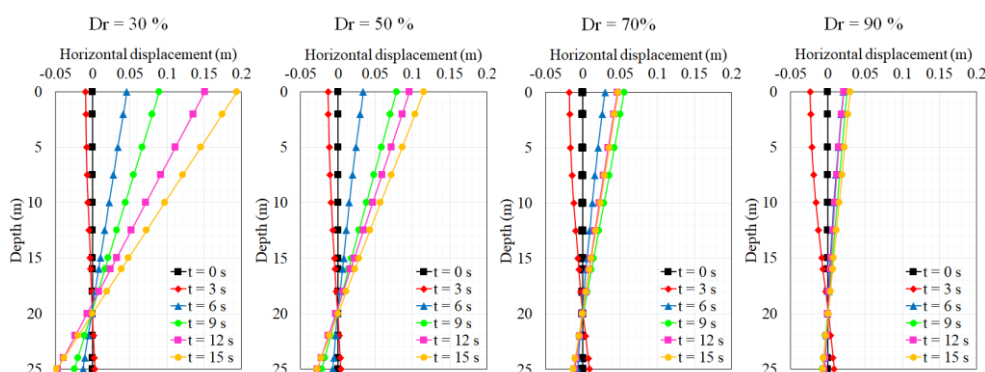 Dr = 30 %
Horizontal displacement (m)
-0.05 0 0.05 0.1 0.15 0.2
Depth (m)
0
5
10
15
20
25
t = 0 s
t = 3 s
t = 6 s
t = 9 s
t = 12 s
t = 15 s
Dr = 50 %
Horizontal displacement (m)
-0.05 0 0.05 0.1 0.15 0.2
Depth (m)
0
5
10
15
20
25
t = 0 s
t = 3 s
t = 6 s
t = 9 s
t = 12 s
t = 15 s
Dr = 70%
Horizontal displacement (m)
-0.05 0 0.05 0.1 0.15 0.2
Depth (m)
0
5
10
15
20
25
t = 0 s
t = 3 s
t = 6 s
t = 9 s
t = 12 s
t = 15 s
Dr = 90 %
Horizontal displacement (m)
-0.05 0 0.05 0.1 0.15 0.2
Depth (m)
0
5
10
15
20
25
t = 0 s
t = 3 s
t = 6 s
t = 9 s
t = 12 s
t = 15 s